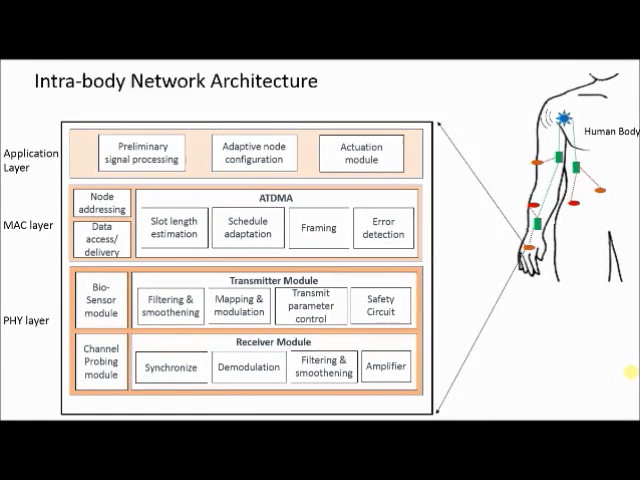 Intra-body Network Architecture
Human Body
Application
Layer
Preliminary
signal processing
Adaptive node
configuration
Actuation
module
MAC layer
Node
addressing
Data
access/
delivery
ATDMA
Slot length
estimation
Schedule
adaptation
Framing
Error
detection
PHY layer
Bio-
Sensor
module
Transmitter Module
Filtering &
smoothening
Mapping &
modulation
Transmit
parameter
control
Safety
Circuit
Channel
Probing
module
Receiver Module
Synchronize
Demodulation
Filtering &
smoothening
Amplifier